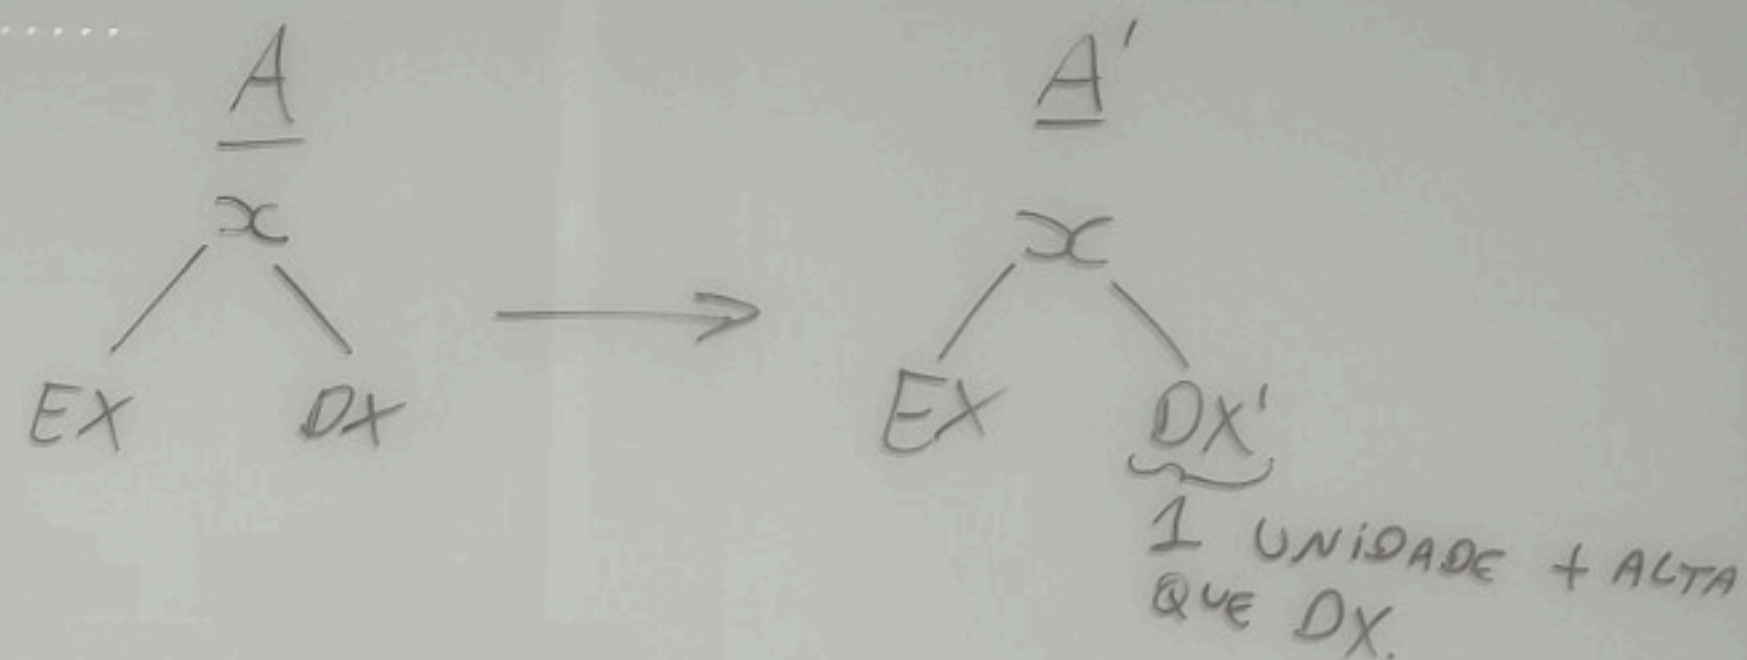 A
A'
x
x
EX
DX
EX
DX'
1 UNIDADE + ALTA
QUE DX.